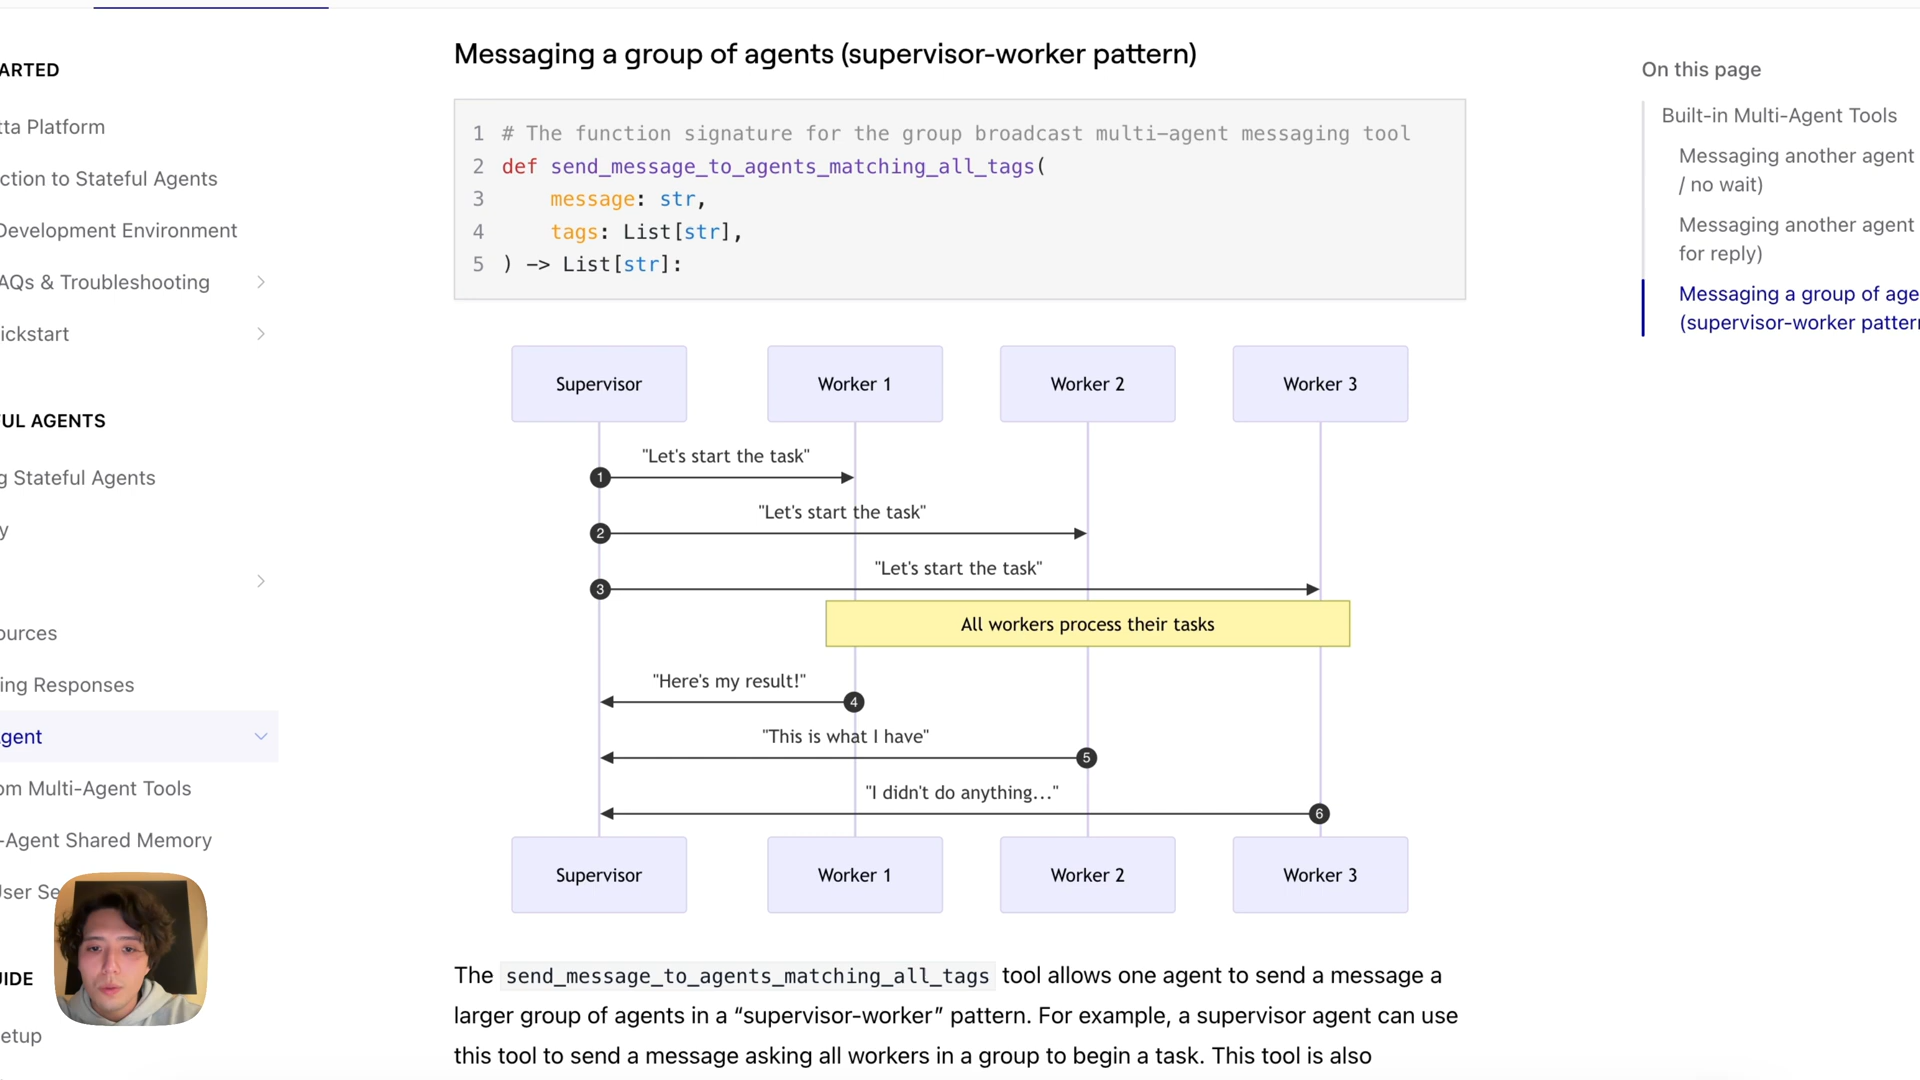 ARTED
tta Platform
ction to Stateful Agents
Development Environment
AQs & Troubleshooting
ickstart
UL AGENTS
g Stateful Agents
y
ources
ing Responses
gent
om Multi-Agent Tools
-Agent Shared Memory
User Se
IDE
etup
Messaging a group of agents (supervisor-worker pattern)
1 # The function signature for the group broadcast multi-agent messaging tool
2 def send_message_to_agents_matching_all_tags(
3 message: str,
4 tags: List[str],
5 ) -> List[str]:
Supervisor Worker 1 Worker 2 Worker 3
"Let's start the task"
1
"Let's start the task"
2
"Let's start the task"
3
All workers process their tasks
"Here's my result!"
4
"This is what I have"
5
"I didn't do anything..."
6
Supervisor Worker 1 Worker 2 Worker 3
The send_message_to_agents_matching_all_tags tool allows one agent to send a message a
larger group of agents in a “supervisor-worker” pattern. For example, a supervisor agent can use
this tool to send a message asking all workers in a group to begin a task. This tool is also
On this page
Built-in Multi-Agent Tools
Messaging another agent
/ no wait)
Messaging another agent
for reply)
Messaging a group of age
(supervisor-worker patter